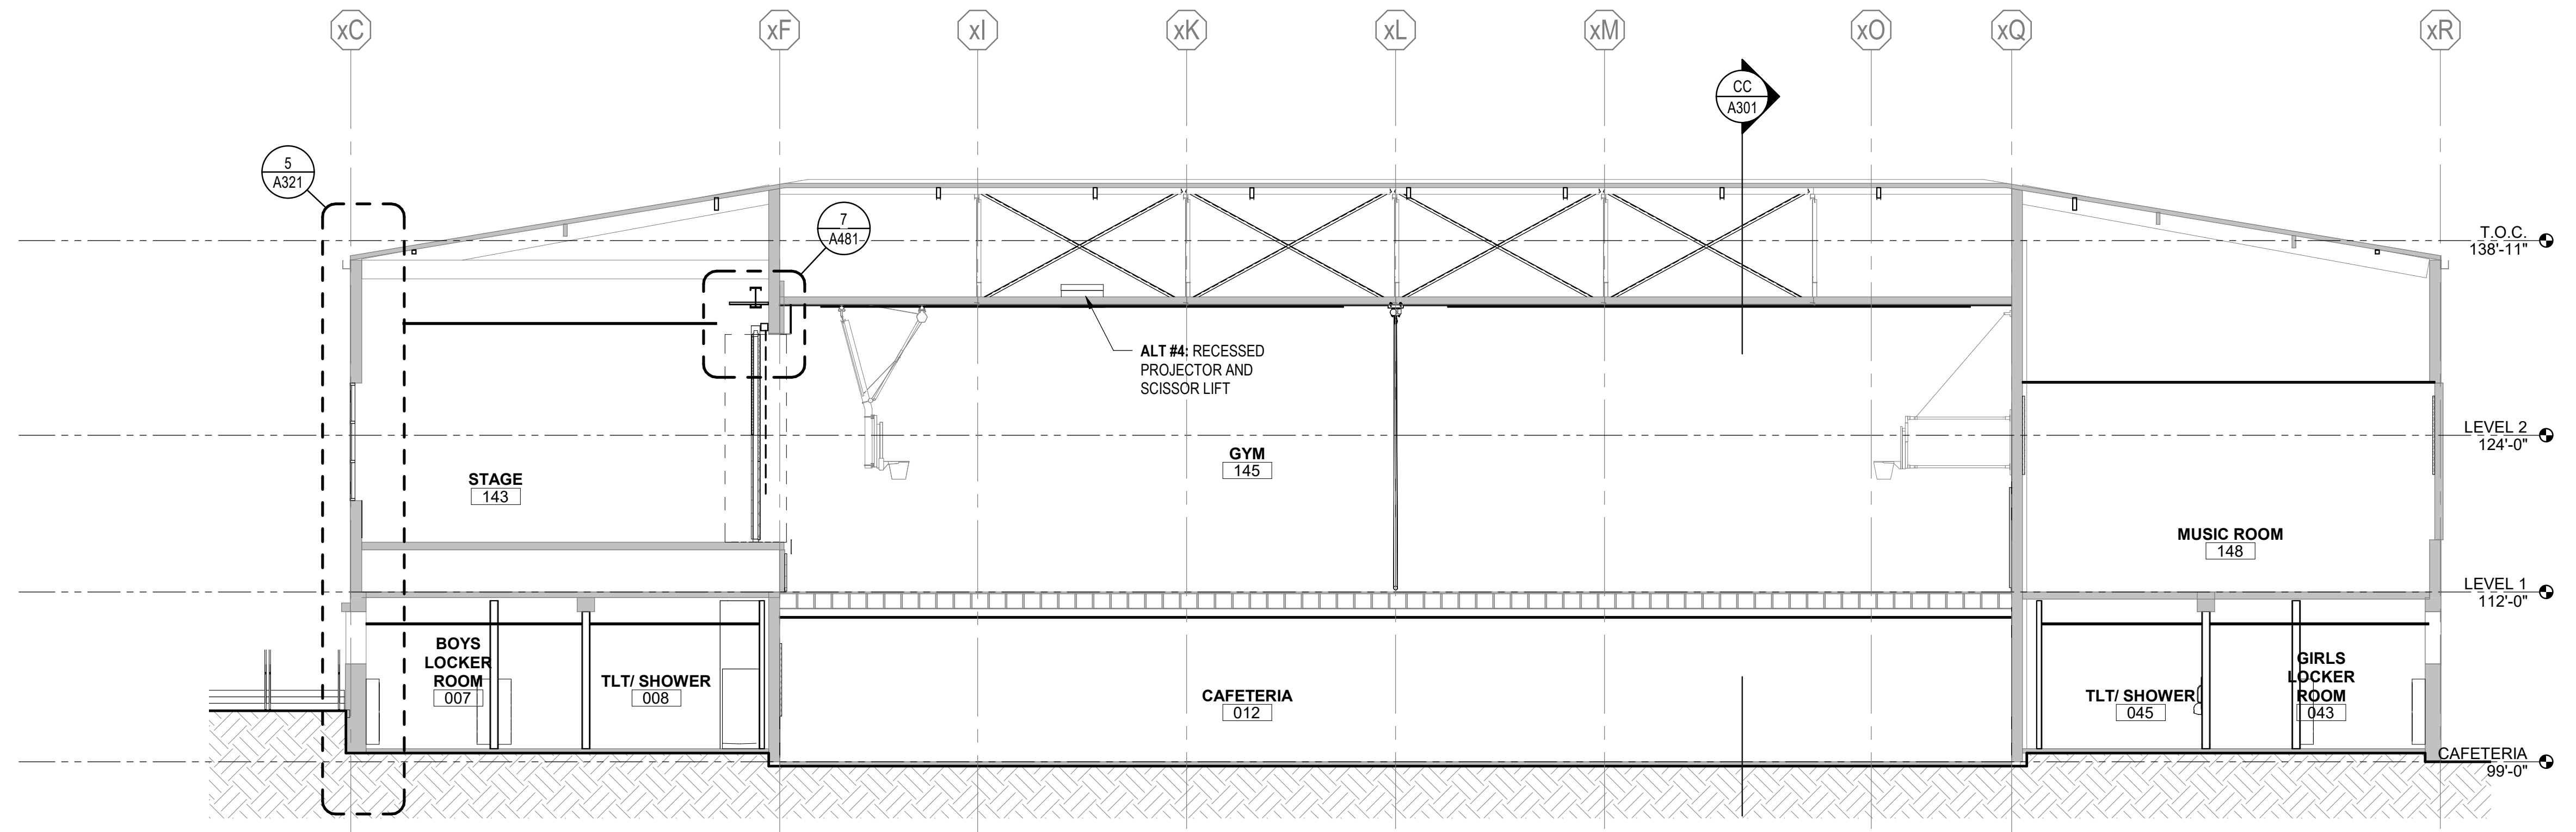 xC
xF
xI
xK
xL
xM
xO
xQ
xR
CC
A301
5
A321
7
A481
T.O.C.
138'-11"
ALT #4: RECESSED
PROJECTOR AND
SCISSOR LIFT
LEVEL 2
124'-0"
STAGE
143
GYM
145
MUSIC ROOM
148
LEVEL 1
112'-0"
BOYS
LOCKER
ROOM
007
TLT/ SHOWER
008
CAFETERIA
012
TLT/ SHOWER
045
GIRLS
LOCKER
ROOM
043
CAFETERIA
99'-0"